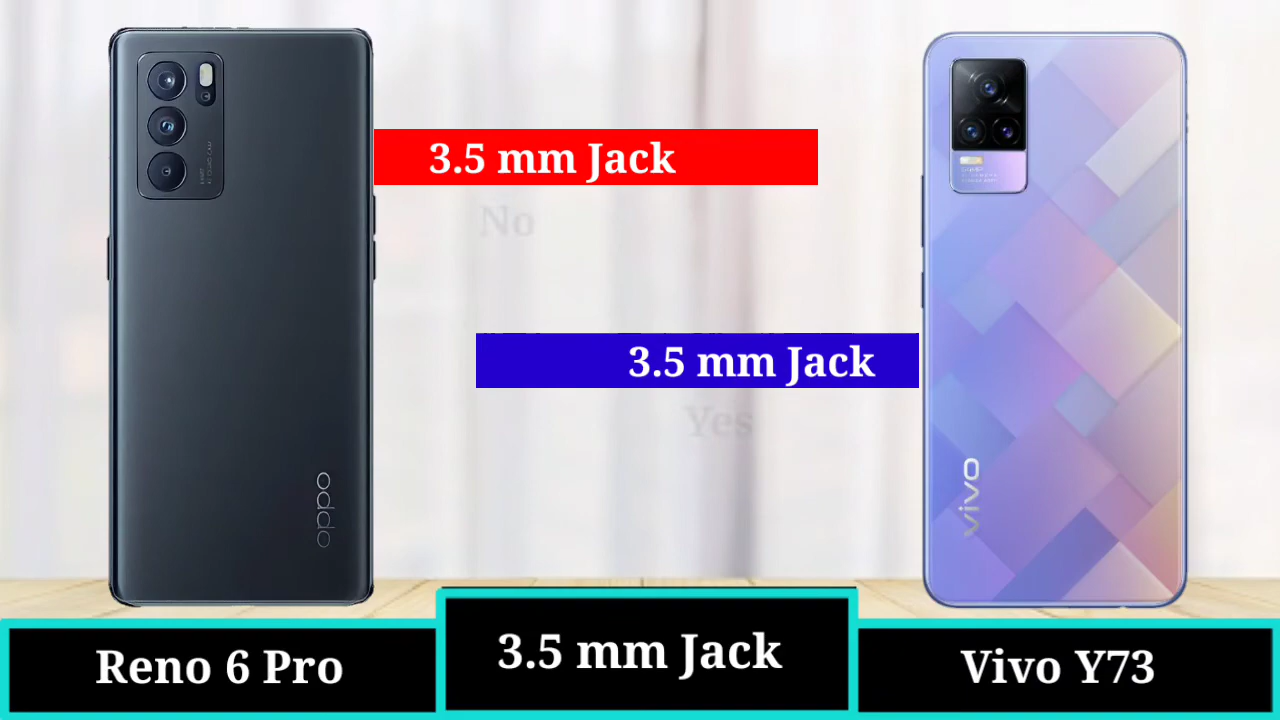 3.5 mm Jack
No
3.5 mm Jack
Yes
oppo
vivo
Reno 6 Pro
3.5 mm Jack
Vivo Y73